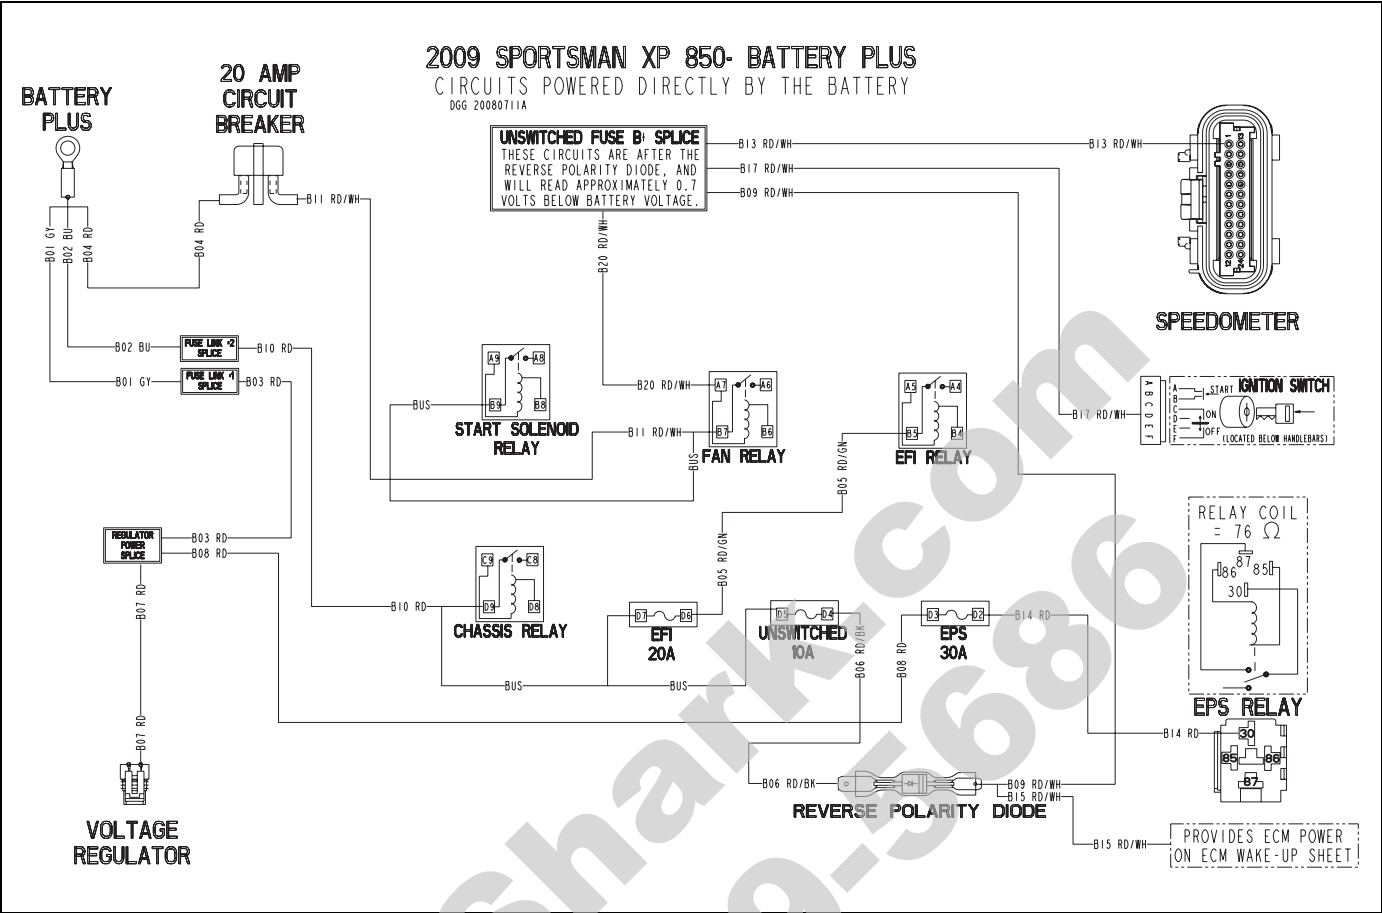 2009 SPORTSMAN XP 850- BATTERY PLUS
CIRCUITS POWERED DIRECTLY BY THE BATTERY
DGG 20080711A
BATTERY
PLUS
20 AMP
CIRCUIT
BREAKER
UNSWITCHED FUSE B+ SPLICE
THESE CIRCUITS ARE AFTER THE
REVERSE POLARITY DIODE, AND
WILL READ APPROXIMATELY 0.7
VOLTS BELOW BATTERY VOLTAGE.
B13 RD/WH
B13 RD/WH
B17 RD/WH
B09 RD/WH
B11 RD/WH
B01 GY
B02 BU
B04 RD
B04 RD
B20 RD/WH
1
13
12
24
SPEEDOMETER
B02 BU
FUSE LINK #2
SPLICE
B10 RD
B01 GY
FUSE LINK #1
SPLICE
B03 RD
A9
A8
B9
B8
START SOLENOID
RELAY
BUS
B20 RD/WH
A7
A6
B7
B6
FAN RELAY
B11 RD/WH
BUS
A5
A4
B5
B4
EFI RELAY
B05 RD/GN
B17 RD/WH
A B C D E F
A
B
C
D
E
F
START
ON
OFF
IGNITION SWITCH
(LOCATED BELOW HANDLEBARS)
REGULATOR
POWER
SPLICE
B03 RD
B08 RD
B07 RD
B07 RD
VOLTAGE
REGULATOR
B10 RD
C9
C8
D9
D8
CHASSIS RELAY
B05 RD/GN
D7
D6
EFI
20A
D5
D4
UNSWITCHED
10A
D3
D2
EPS
30A
B14 RD
B06 RD/BK
B08 RD
BUS
BUS
RELAY COIL
= 76 Ω
87
86
85
30
EPS RELAY
B14 RD
30
85
86
87
B06 RD/BK
B09 RD/WH
B15 RD/WH
REVERSE POLARITY DIODE
B15 RD/WH
PROVIDES ECM POWER
ON ECM WAKE-UP SHEET
Shark.com
9-5686